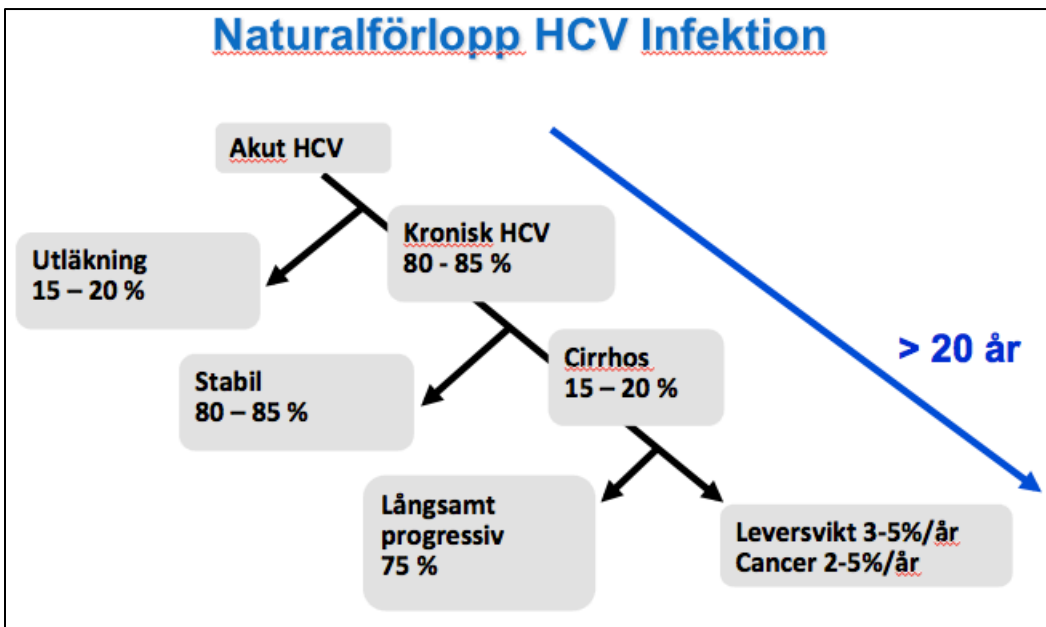 Naturalförlopp HCV Infektion
Akut HCV
Kronisk HCV
80 - 85 %
Utläkning
15 – 20 %
> 20 år
Cirrhos
15 – 20 %
Stabil
80 – 85 %
Långsamt
progressiv
75 %
Leversvikt 3-5%/år
Cancer 2-5%/år